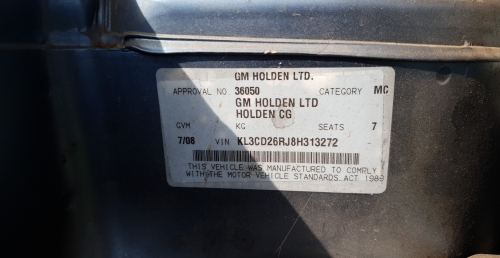 GM HOLDEN LTD.
APPROVAL NO. 36050 CATEGORY MC
GM HOLDEN LTD
HOLDEN CG
GVM KG SEATS 7
7/08 VIN KL3CD26RJ8H313272
THIS VEHICLE WAS MANUFACTURED TO COMPLY
WITH THE MOTOR VEHICLE STANDARDS ACT 1989